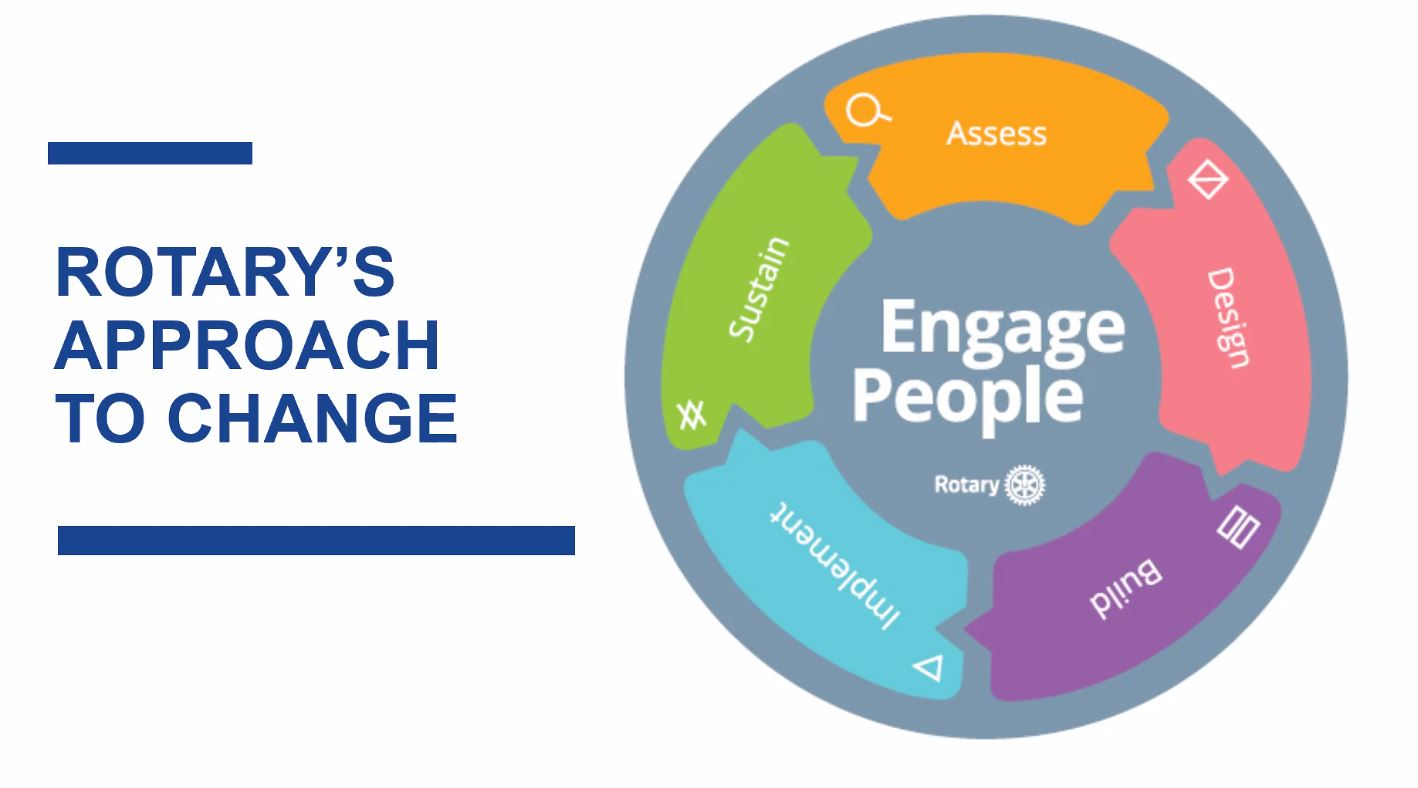 ROTARY’S
APPROACH
TO CHANGE
Assess
Design
Build
Implement
Sustain
Engage
People
Rotary